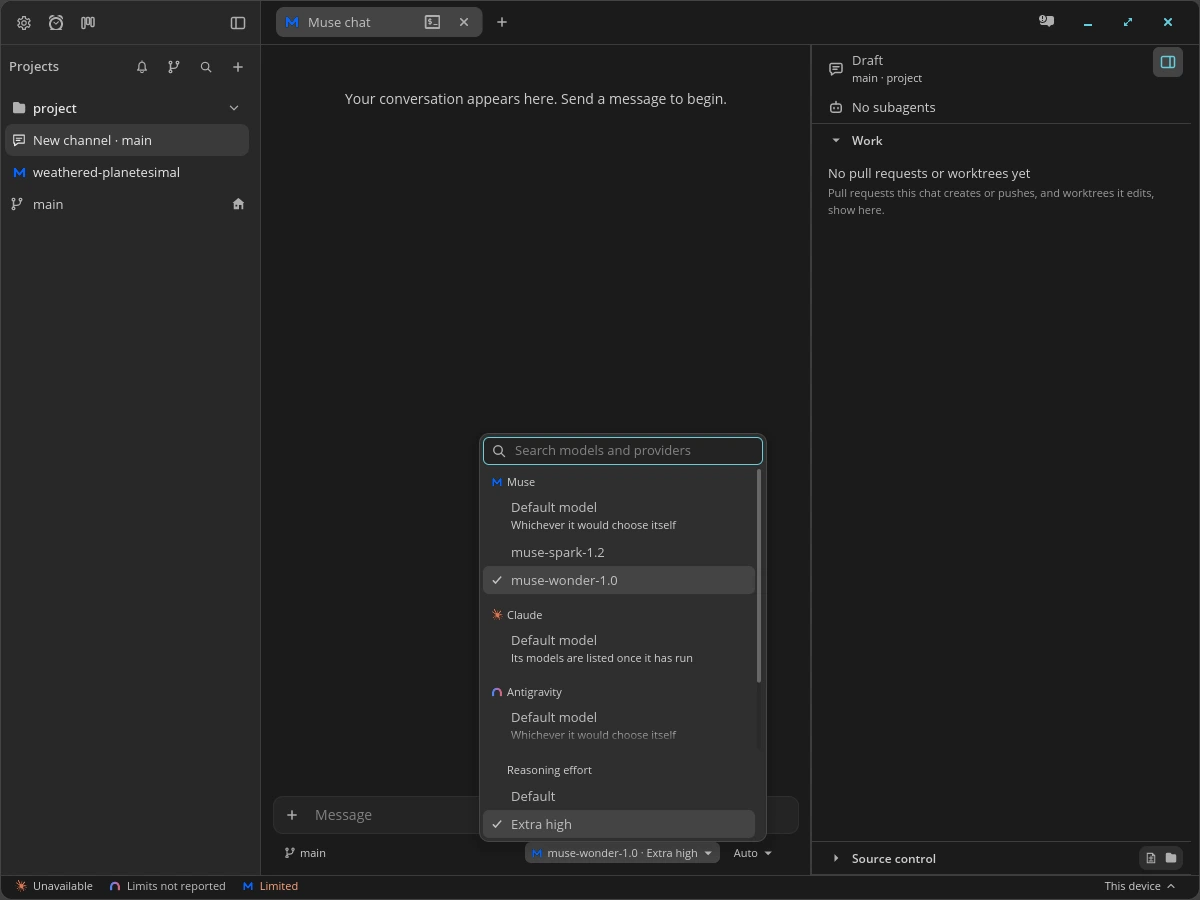 Muse chat
Projects
project
New channel · main
weathered-planetesimal
main
Your conversation appears here. Send a message to begin.
Search models and providers
Muse
Default model
Whichever it would choose itself
muse-spark-1.2
muse-wonder-1.0
Claude
Default model
Its models are listed once it has run
Antigravity
Default model
Whichever it would choose itself
Reasoning effort
Default
Extra high
Message
main
muse-wonder-1.0 · Extra high
Auto
Draft
main · project
No subagents
Work
No pull requests or worktrees yet
Pull requests this chat creates or pushes, and worktrees it edits,
show here.
Source control
Unavailable
Limits not reported
Limited
This device